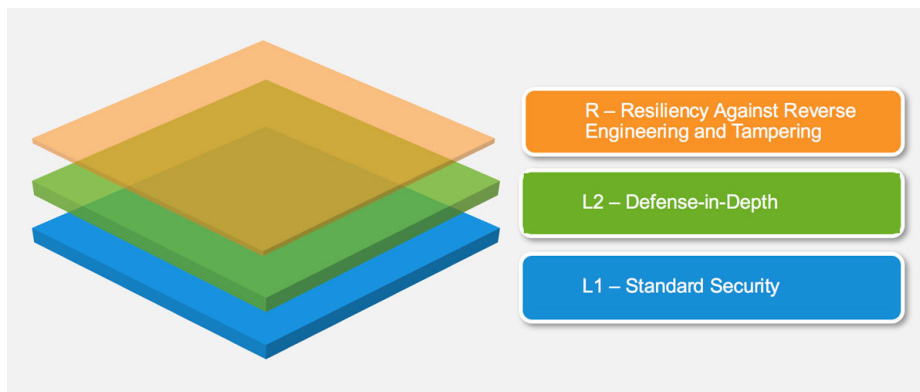 R – Resiliency Against Reverse
Engineering and Tampering
L2 – Defense-in-Depth
L1 – Standard Security